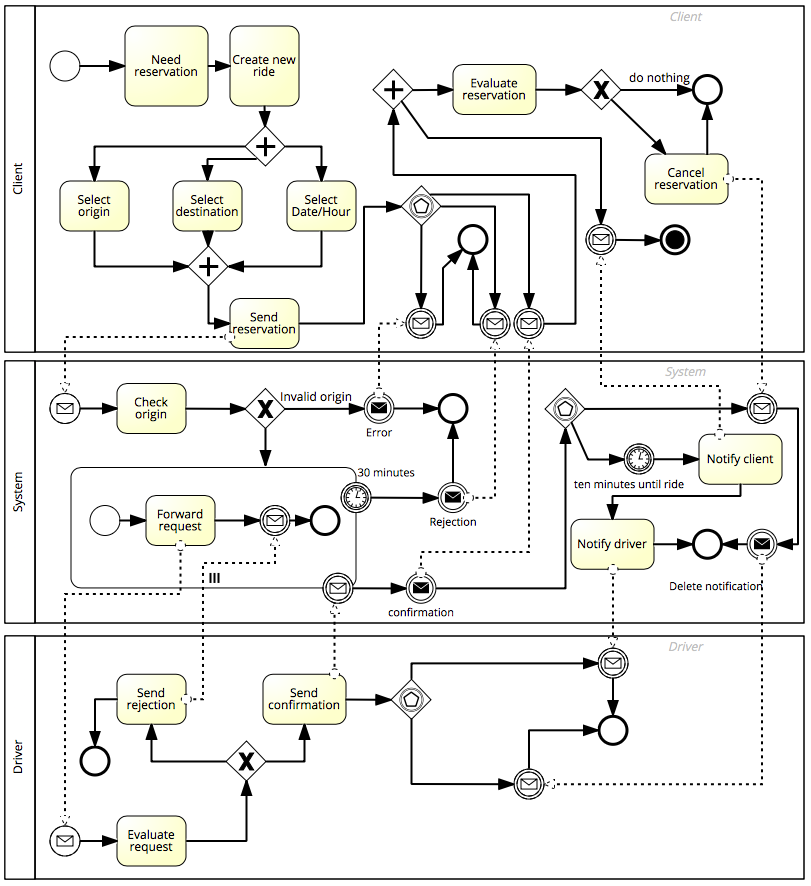 Client
Client
Need
reservation
Create new
ride
Evaluate
reservation
do nothing
Cancel
reservation
Select
origin
Select
destination
Select
Date/Hour
Send
reservation
System
System
Check
origin
Invalid origin
Error
30 minutes
Forward
request
Rejection
III
confirmation
Notify client
ten minutes until ride
Notify driver
Delete notification
Driver
Driver
Send
rejection
Send
confirmation
Evaluate
request